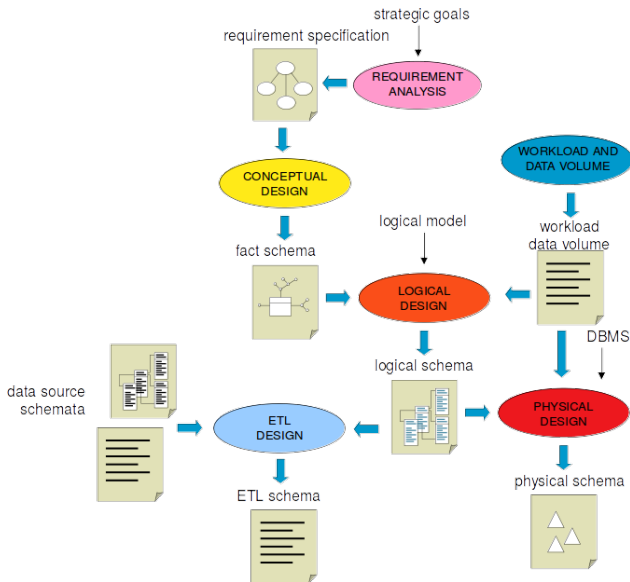 strategic goals
requirement specification
REQUIREMENT
ANALYSIS
CONCEPTUAL
DESIGN
WORKLOAD AND
DATA VOLUME
logical model
workload
data volume
fact schema
LOGICAL
DESIGN
DBMS
logical schema
data source
schemata
ETL
DESIGN
PHYSICAL
DESIGN
ETL schema
physical schema